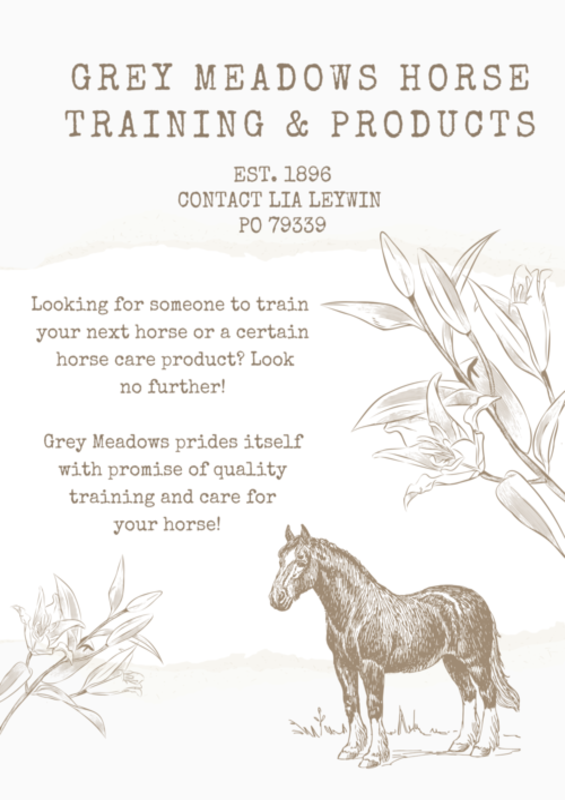 GREY MEADOWS HORSE
TRAINING & PRODUCTS
EST. 1896
CONTACT LIA LEYWIN
PO 79339
Looking for someone to train
your next horse or a certain
horse care product? Look
no further!
Grey Meadows prides itself
with promise of quality
training and care for
your horse!